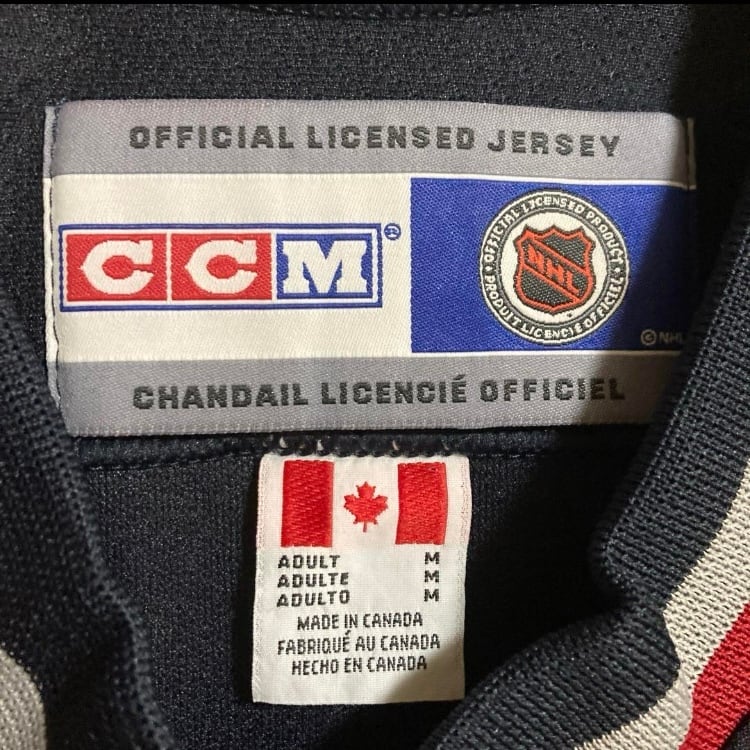 OFFICIAL LICENSED JERSEY
CCM®
OFFICIAL LICENSED PRODUCT
NHL
PRODUIT LICENCIÉ OFFICIEL
© NHL
CHANDAIL LICENCIÉ OFFICIEL
ADULT M
ADULTE M
ADULTO M
MADE IN CANADA
FABRIQUÉ AU CANADA
HECHO EN CANADA